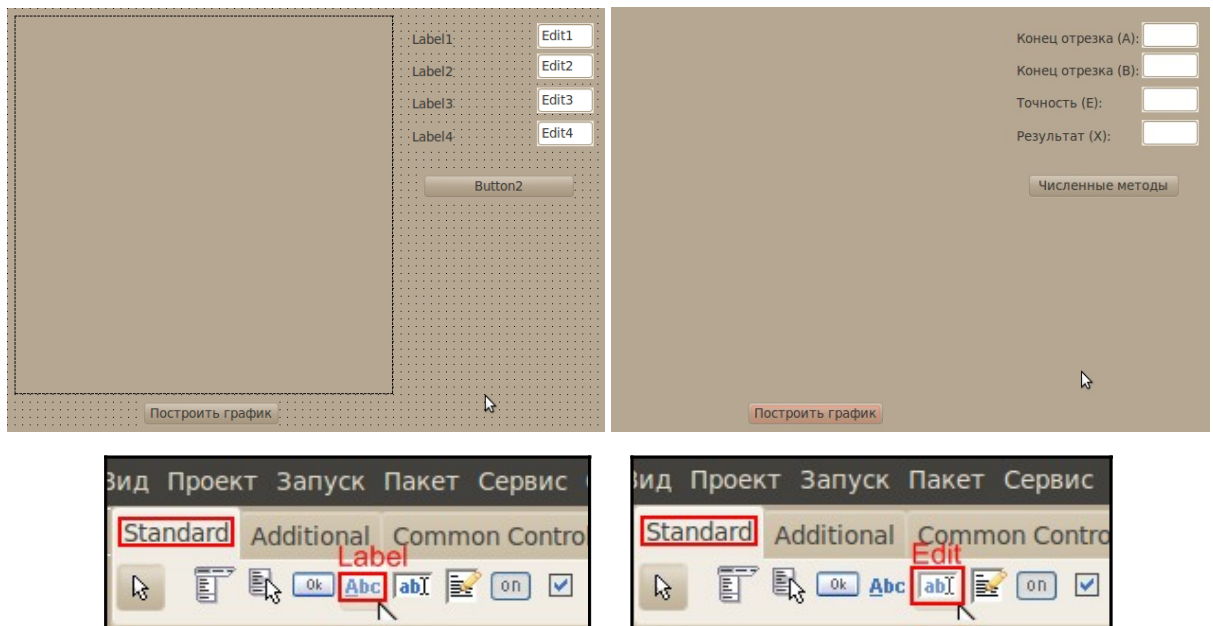 Label1 Edit1
Label2 Edit2
Label3 Edit3
Label4 Edit4
Button2
Построить график
Конец отрезка (A):
Конец отрезка (B):
Точность (E):
Результат (X):
Численные методы
Построить график
Вид Проект Запуск Пакет Сервис
Standard Additional Common Contro
Label
Ok Abc abI on
Вид Проект Запуск Пакет Сервис
Standard Additional Common Contro
Edit
Ok Abc abI on